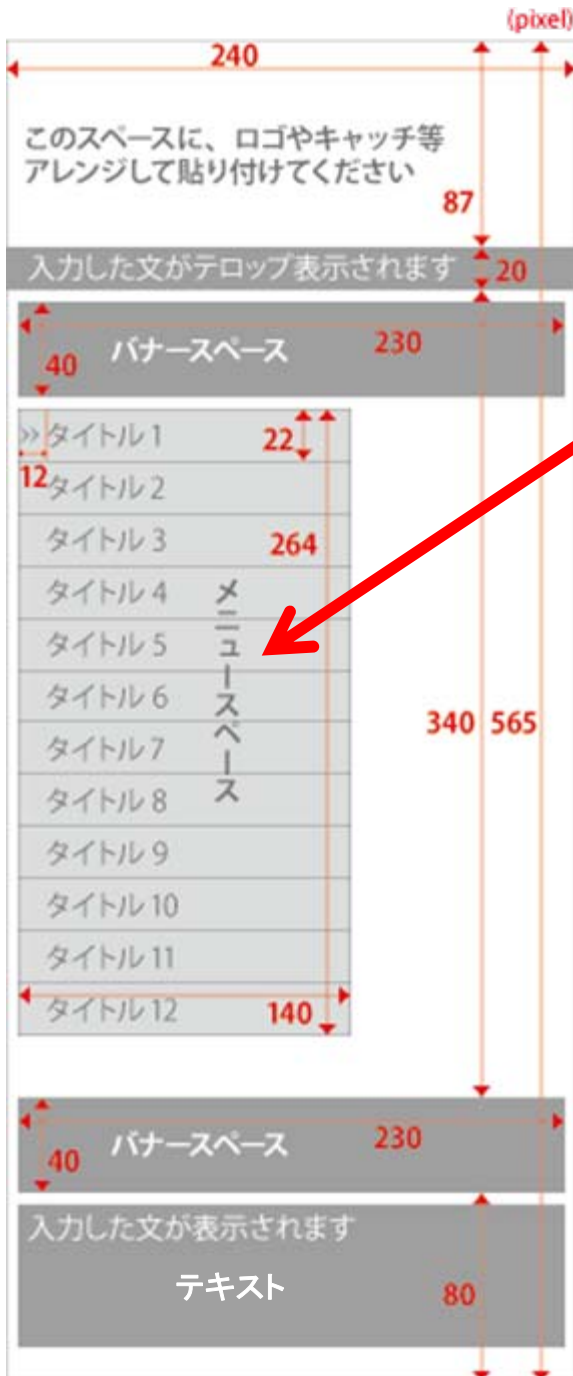 (pixel)
240
このスペースに、ロゴやキャッチ等
アレンジして貼り付けてください
87
入力した文がテロップ表示されます
20
バナースペース
230
40
» タイトル 1
22
12
タイトル 2
タイトル 3
264
タイトル 4
メニュースペース
タイトル 5
タイトル 6
340
565
タイトル 7
タイトル 8
タイトル 9
タイトル 10
タイトル 11
タイトル 12
140
バナースペース
230
40
入力した文が表示されます
テキスト
80